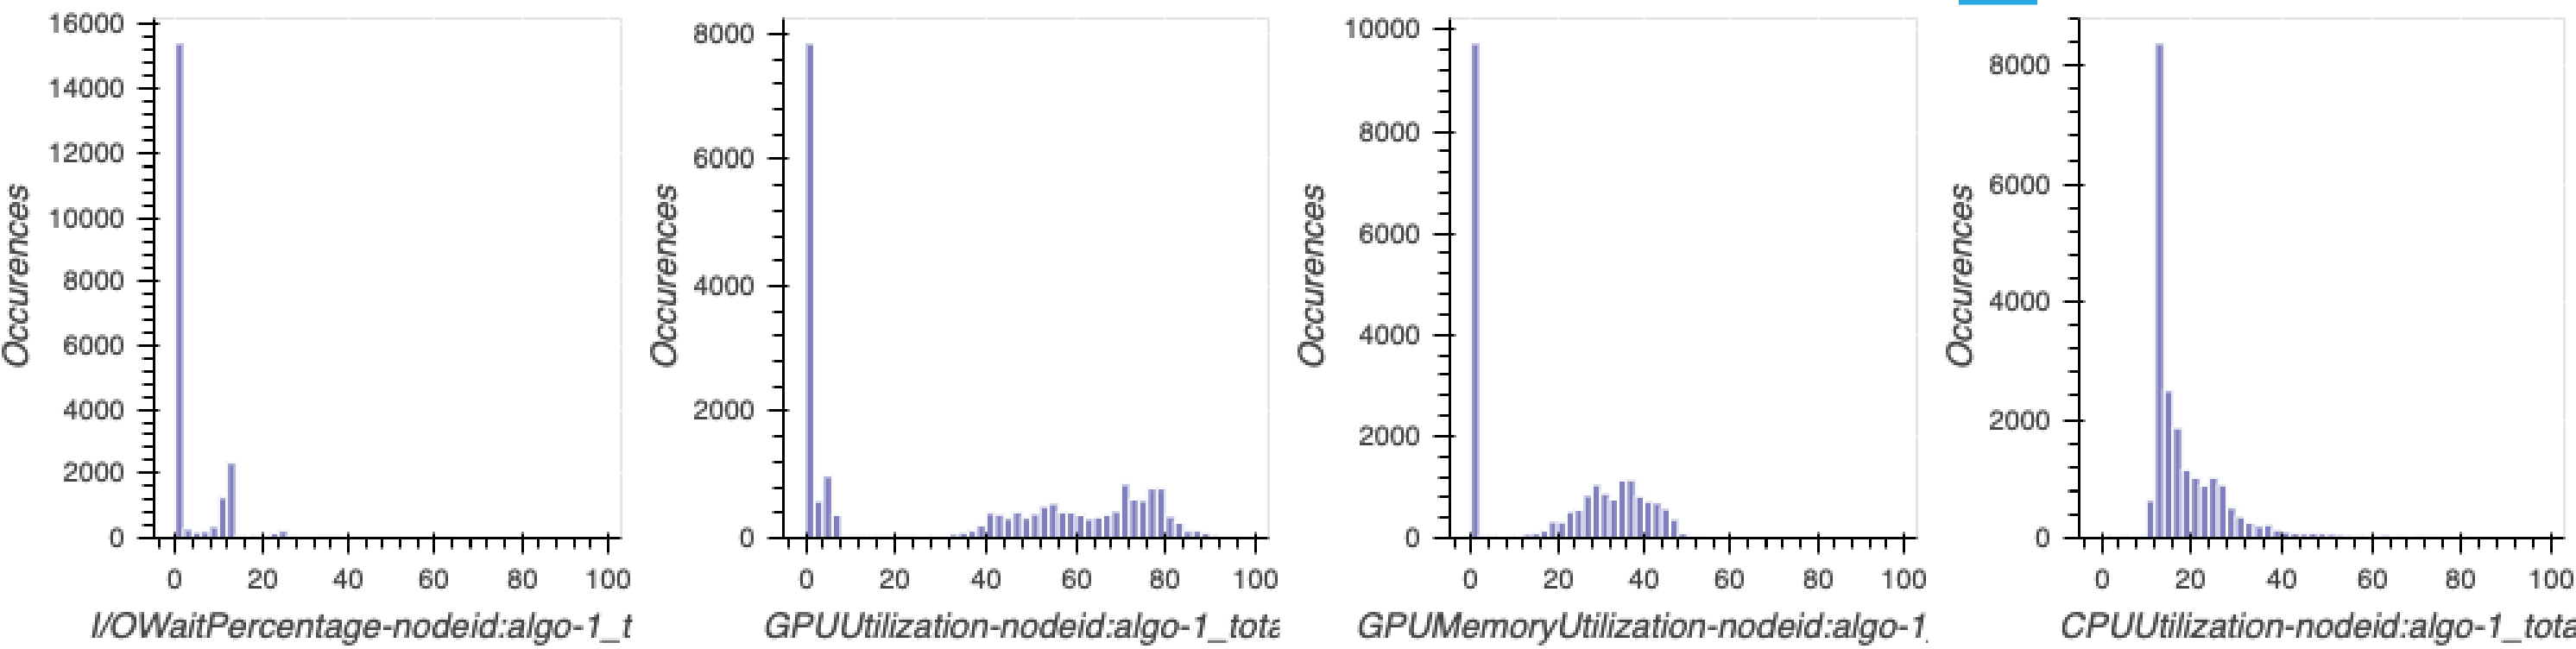 16000
14000
12000
10000
8000
6000
4000
2000
0
Occurences
0 20 40 60 80 100
I/OWaitPercentage-nodeid:algo-1_t
8000
6000
4000
2000
0
Occurences
0 20 40 60 80 100
GPUUtilization-nodeid:algo-1_tota
10000
8000
6000
4000
2000
0
Occurences
0 20 40 60 80 100
GPUMemoryUtilization-nodeid:algo-1_
8000
6000
4000
2000
0
Occurences
0 20 40 60 80 100
CPUUtilization-nodeid:algo-1_tota